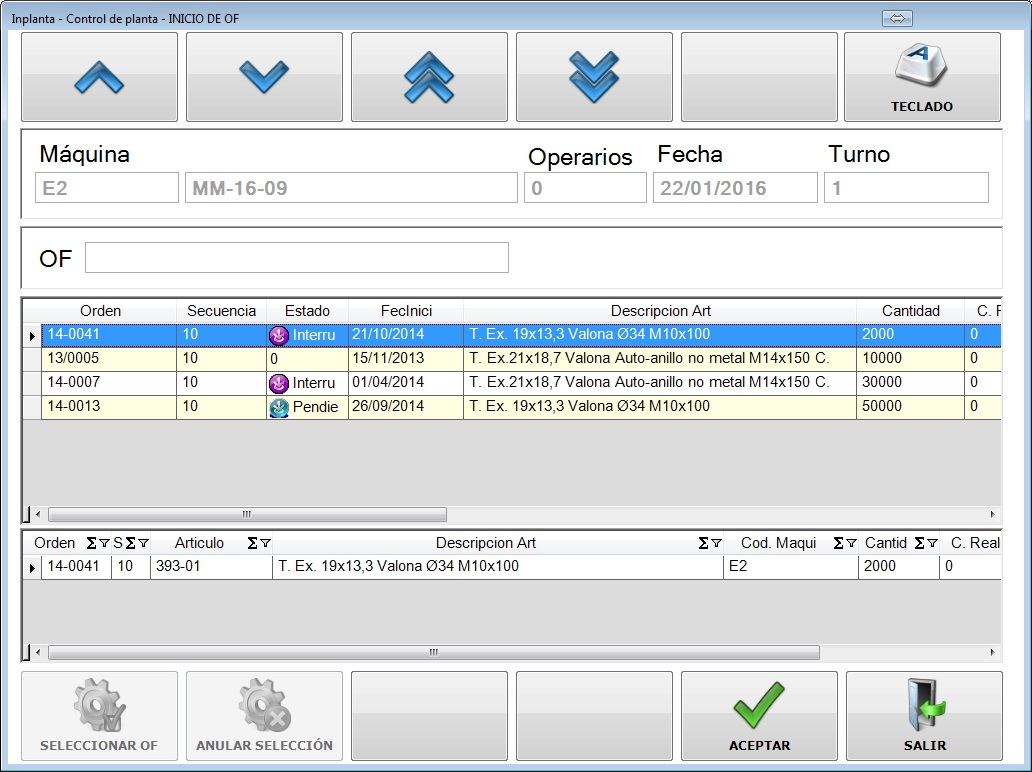 Inplanta - Control de planta - INICIO DE OF
TECLADO
Máquina Operarios Fecha Turno
E2 MM-16-09 0 22/01/2016 1
OF
Orden Secuencia Estado FecInici Descripcion Art Cantidad C. F
14-0041 10 Interru 21/10/2014 T. Ex. 19x13,3 Valona Ø34 M10x100 2000 0
13/0005 10 0 15/11/2013 T. Ex.21x18,7 Valona Auto-anillo no metal M14x150 C. 10000 0
14-0007 10 Interru 01/04/2014 T. Ex.21x18,7 Valona Auto-anillo no metal M14x150 C. 30000 0
14-0013 10 Pendie 26/09/2014 T. Ex. 19x13,3 Valona Ø34 M10x100 50000 0
Orden S Articulo Descripcion Art Cod. Maqui Cantid C. Real
14-0041 10 393-01 T. Ex. 19x13,3 Valona Ø34 M10x100 E2 2000 0
SELECCIONAR OF ANULAR SELECCIÓN ACEPTAR SALIR